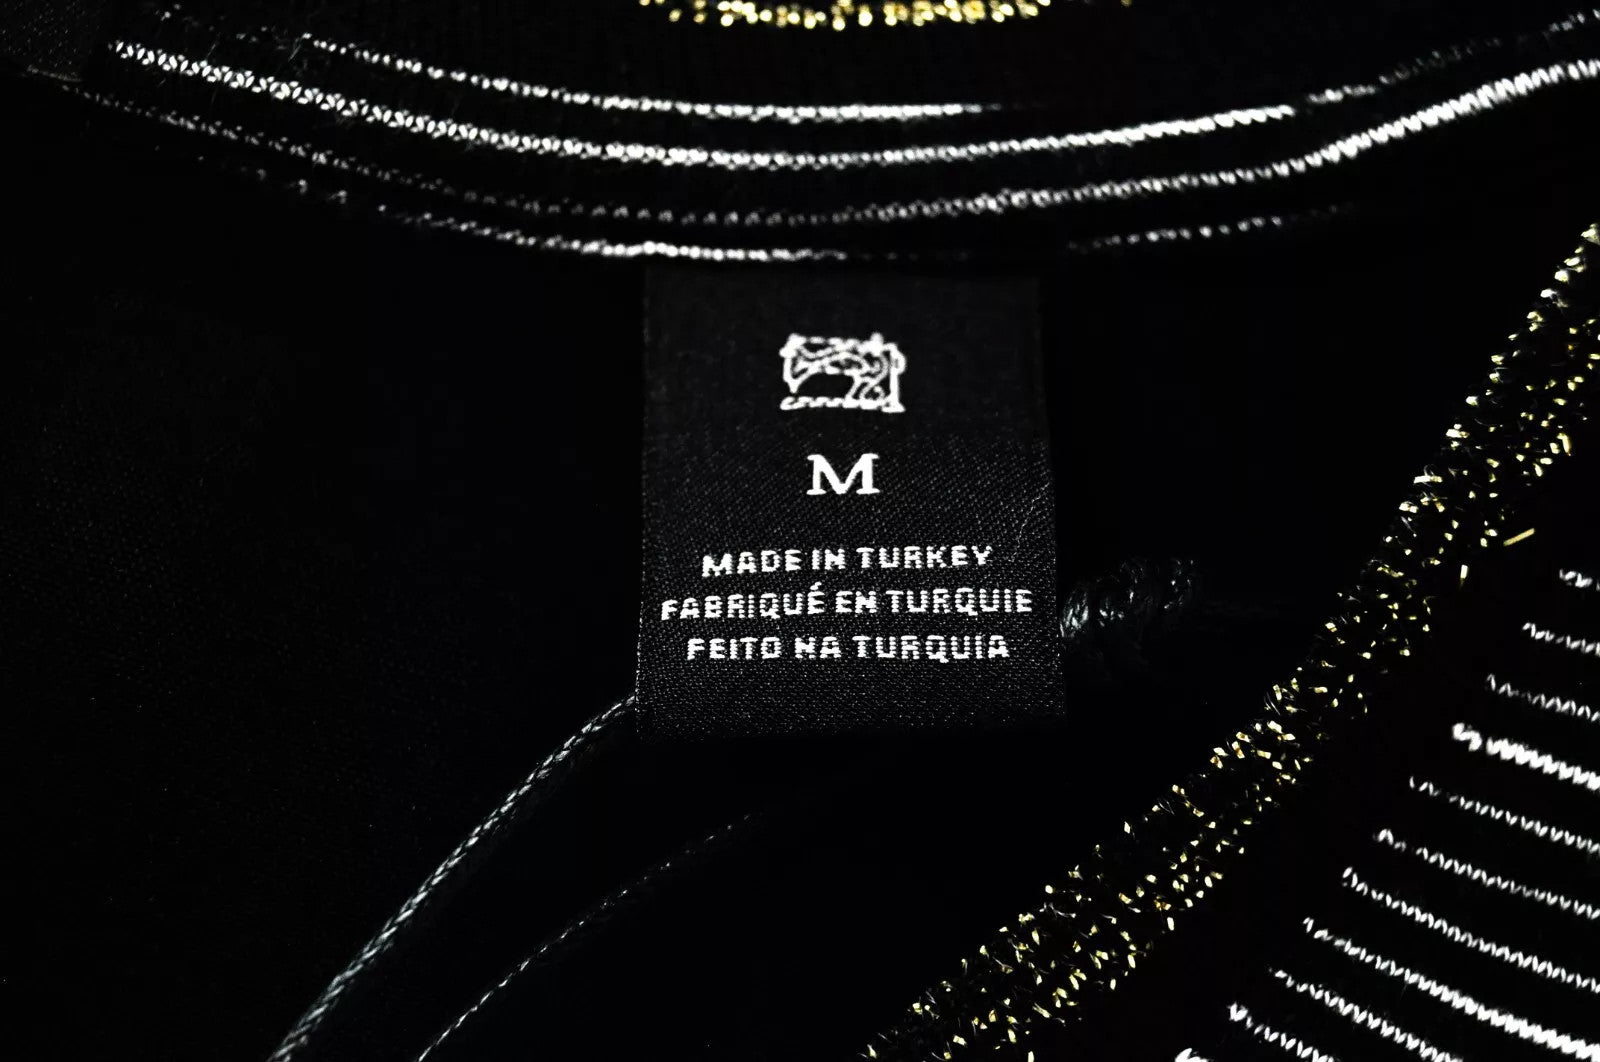 M
MADE IN TURKEY
FABRIQUÉ EN TURQUIE
FEITO NA TURQUIA